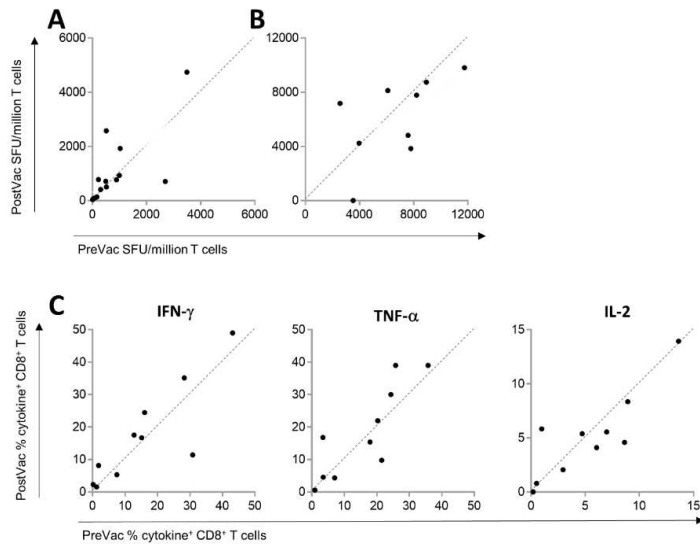 A
B
PostVac SFU/million T cells
6000
4000
2000
0
0 2000 4000 6000
12000
8000
4000
0
0 4000 8000 12000
PreVac SFU/million T cells
C
PostVac % cytokine⁺ CD8⁺ T cells
IFN-γ
50
40
30
20
10
0
0 10 20 30 40 50
TNF-α
50
40
30
20
10
0
0 10 20 30 40 50
IL-2
15
10
5
0
0 5 10 15
PreVac % cytokine⁺ CD8⁺ T cells